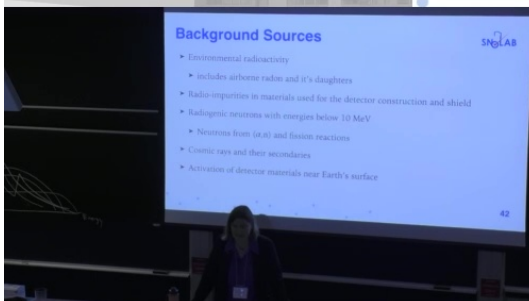 Background Sources
SNOLAB
➤ Environmental radioactivity
➤ includes airborne radon and it's daughters
➤ Radio-impurities in materials used for the detector construction and shield
➤ Radiogenic neutrons with energies below 10 MeV
➤ Neutrons from (α,n) and fission reactions
➤ Cosmic rays and their secondaries
➤ Activation of detector materials near Earth's surface
42